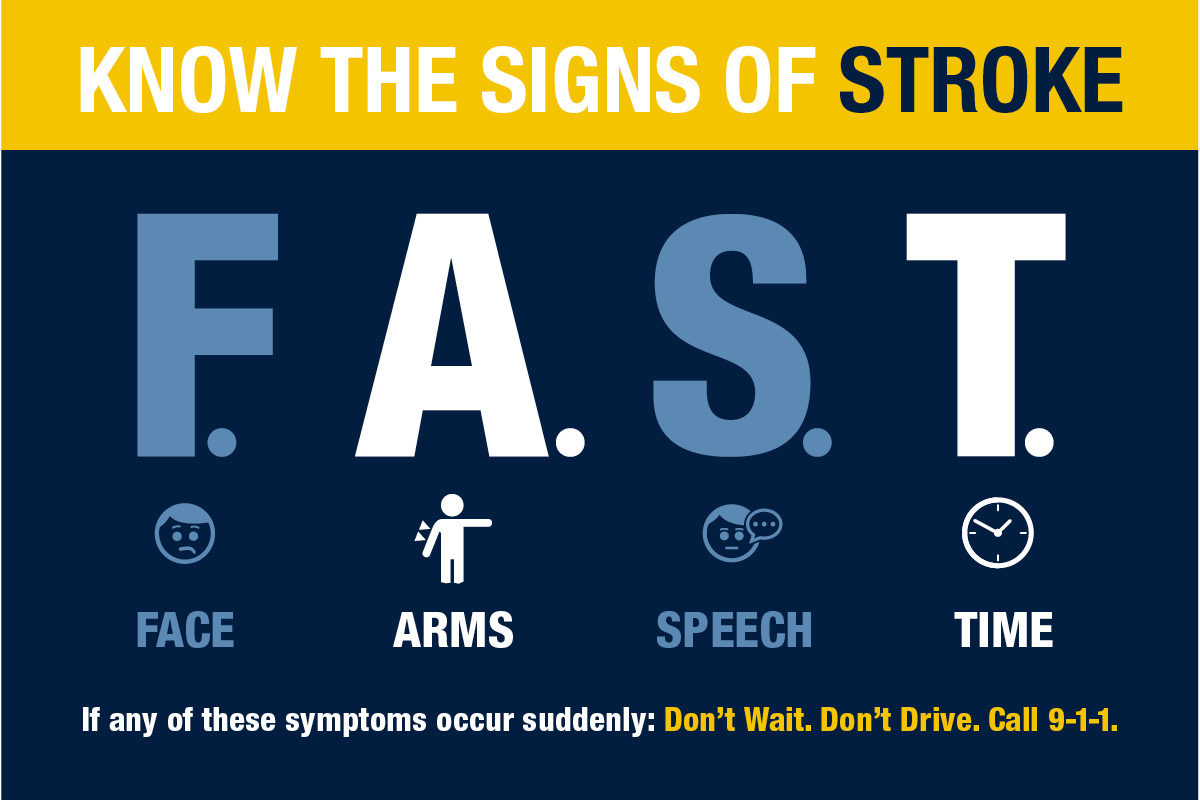 KNOW THE SIGNS OF STROKE
F. A. S. T.
FACE ARMS SPEECH TIME
If any of these symptoms occur suddenly: Don’t Wait. Don’t Drive. Call 9-1-1.